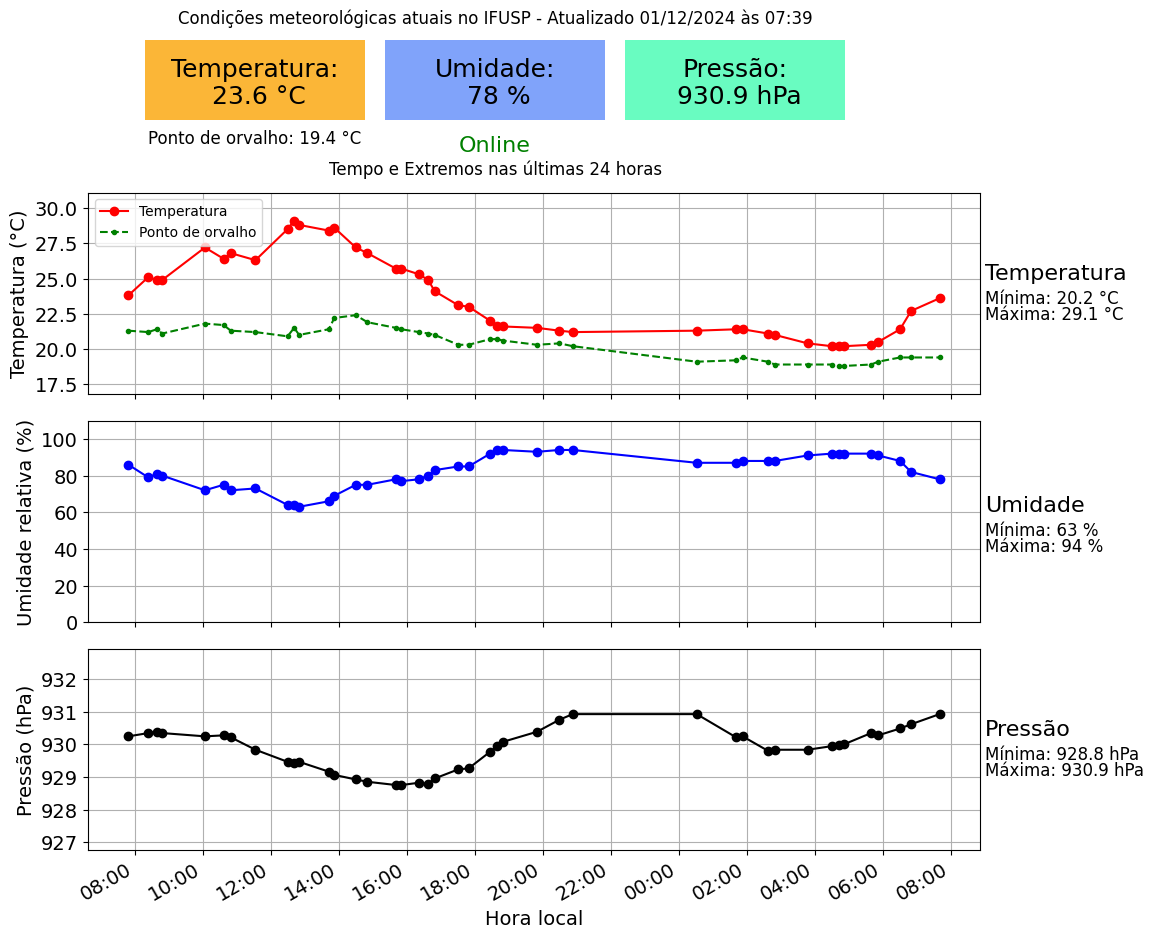 Condições meteorológicas atuais no IFUSP - Atualizado 01/12/2024 às 07:39
Temperatura:
23.6 °C
Umidade:
78 %
Pressão:
930.9 hPa
Ponto de orvalho: 19.4 °C
Online
Tempo e Extremos nas últimas 24 horas
Temperatura (°C)
30.0
27.5
25.0
22.5
20.0
17.5
Temperatura
Ponto de orvalho
Temperatura
Mínima: 20.2 °C
Máxima: 29.1 °C
Umidade relativa (%)
100
80
60
40
20
0
Umidade
Mínima: 63 %
Máxima: 94 %
Pressão (hPa)
932
931
930
929
928
927
Pressão
Mínima: 928.8 hPa
Máxima: 930.9 hPa
08:00 10:00 12:00 14:00 16:00 18:00 20:00 22:00 00:00 02:00 04:00 06:00 08:00
Hora local